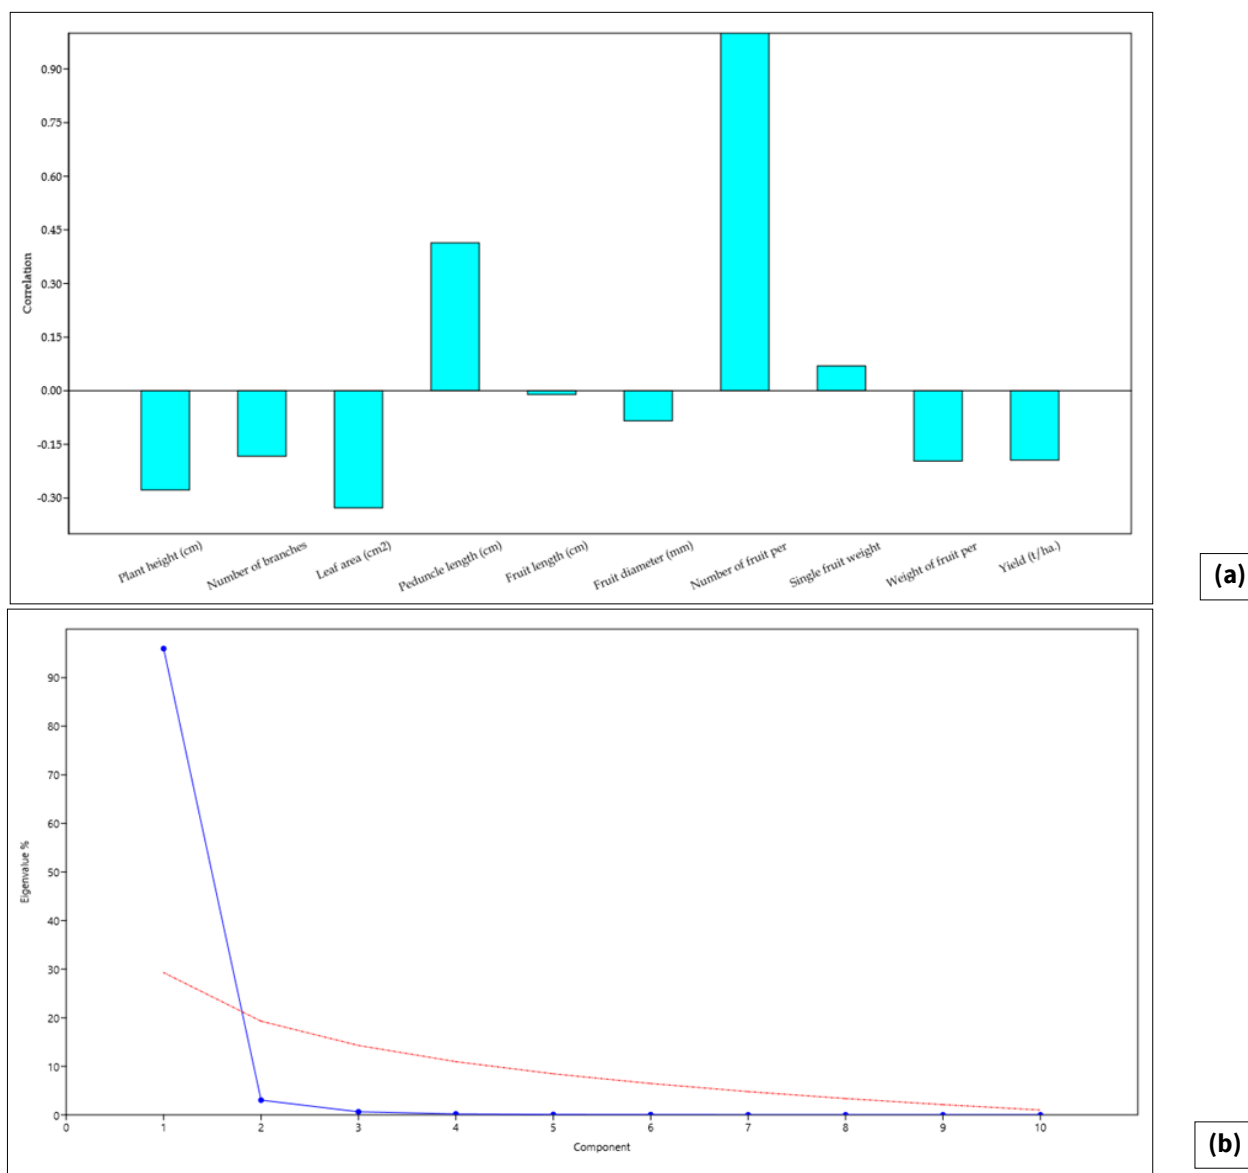 0.90
0.75
0.60
0.45
0.30
0.15
0.00
-0.15
-0.30
Correlation
Plant height (cm)
Number of branches
Leaf area (cm2)
Peduncle length (cm)
Fruit length (cm)
Fruit diameter (mm)
Number of fruit per
Single fruit weight
Weight of fruit per
Yield (t/ha.)
(a)
90
80
70
60
50
40
30
20
10
0
Eigenvalue %
0 1 2 3 4 5 6 7 8 9 10
Component
(b)